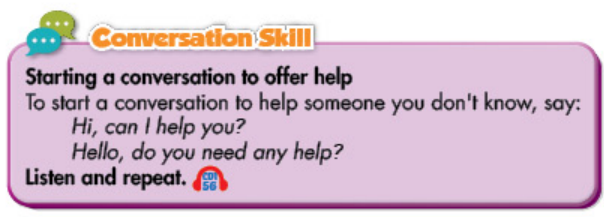 Conversation Skill
Starting a conversation to offer help
To start a conversation to help someone you don't know, say:
Hi, can I help you?
Hello, do you need any help?
Listen and repeat. CD1 56